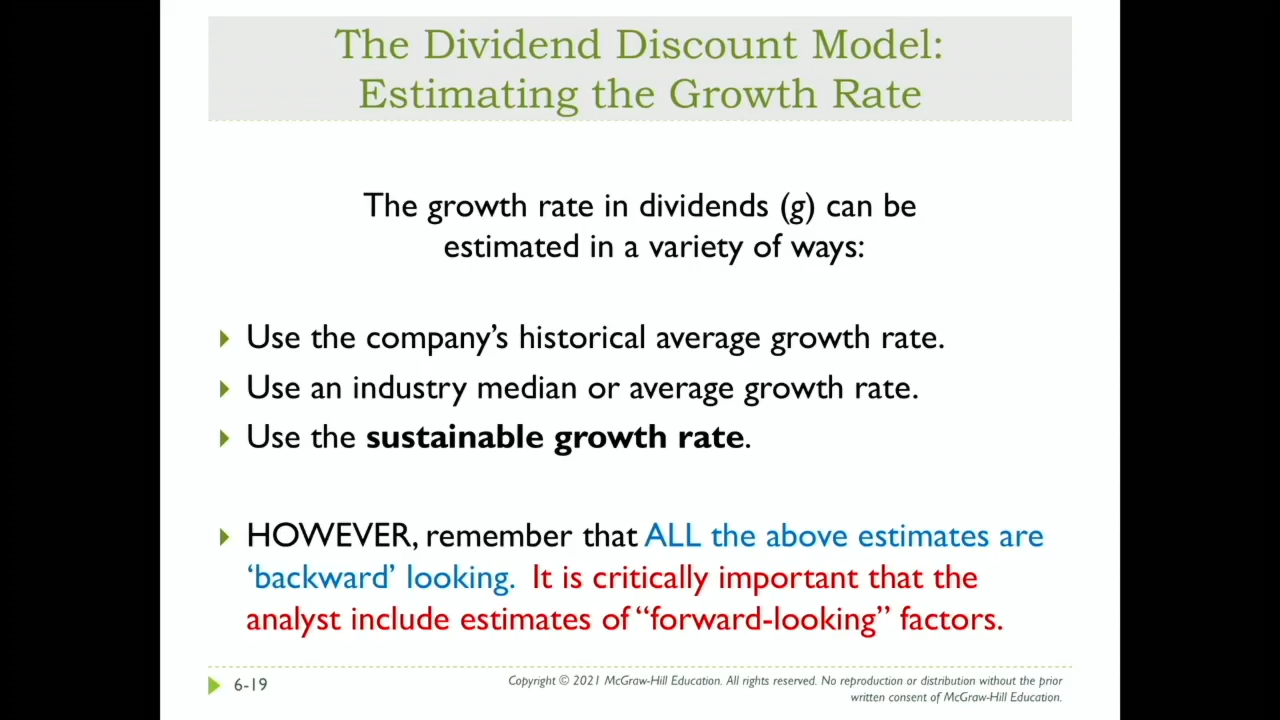 The Dividend Discount Model:
Estimating the Growth Rate
The growth rate in dividends (g) can be
estimated in a variety of ways:
Use the company’s historical average growth rate.
Use an industry median or average growth rate.
Use the sustainable growth rate.
HOWEVER, remember that ALL the above estimates are
‘backward’ looking. It is critically important that the
analyst include estimates of “forward-looking” factors.
6-19
Copyright © 2021 McGraw-Hill Education. All rights reserved. No reproduction or distribution without the prior
written consent of McGraw-Hill Education.